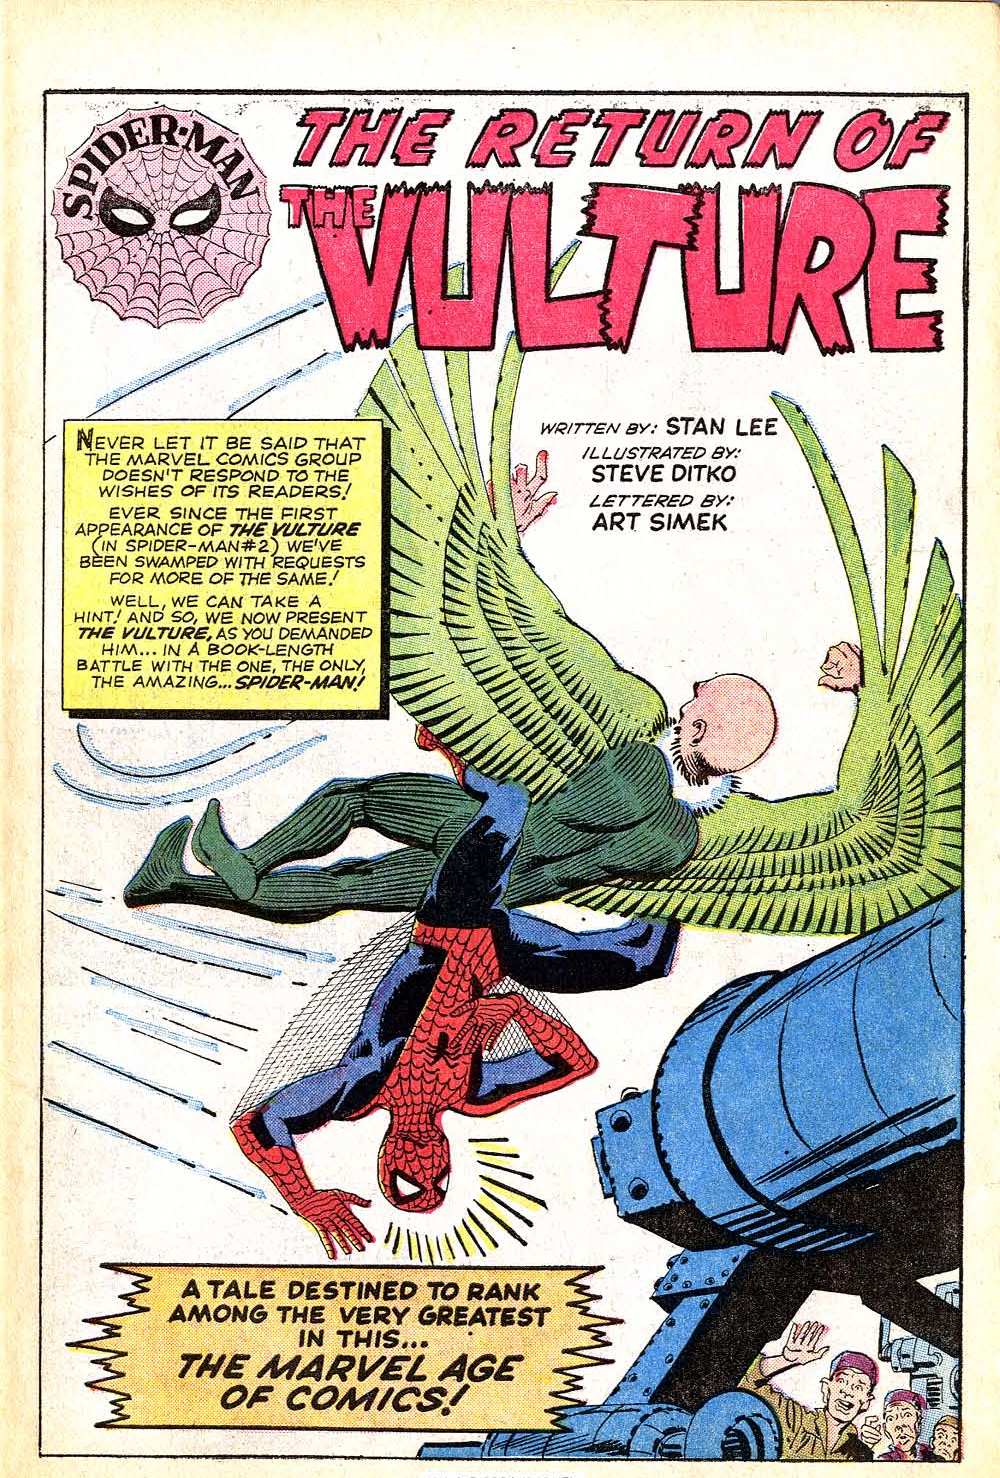 SPIDER-MAN
THE RETURN OF
THE VULTURE
WRITTEN BY: STAN LEE
ILLUSTRATED BY:
STEVE DITKO
LETTERED BY:
ART SIMEK
NEVER LET IT BE SAID THAT
THE MARVEL COMICS GROUP
DOESN'T RESPOND TO THE
WISHES OF ITS READERS!
EVER SINCE THE FIRST
APPEARANCE OF THE VULTURE
(IN SPIDER-MAN #2) WE'VE
BEEN SWAMPED WITH REQUESTS
FOR MORE OF THE SAME!
WELL, WE CAN TAKE A
HINT! AND SO, WE NOW PRESENT
THE VULTURE, AS YOU DEMANDED
HIM... IN A BOOK-LENGTH
BATTLE WITH THE ONE, THE ONLY,
THE AMAZING... SPIDER-MAN!
A TALE DESTINED TO RANK
AMONG THE VERY GREATEST
IN THIS...
THE MARVEL AGE
OF COMICS!